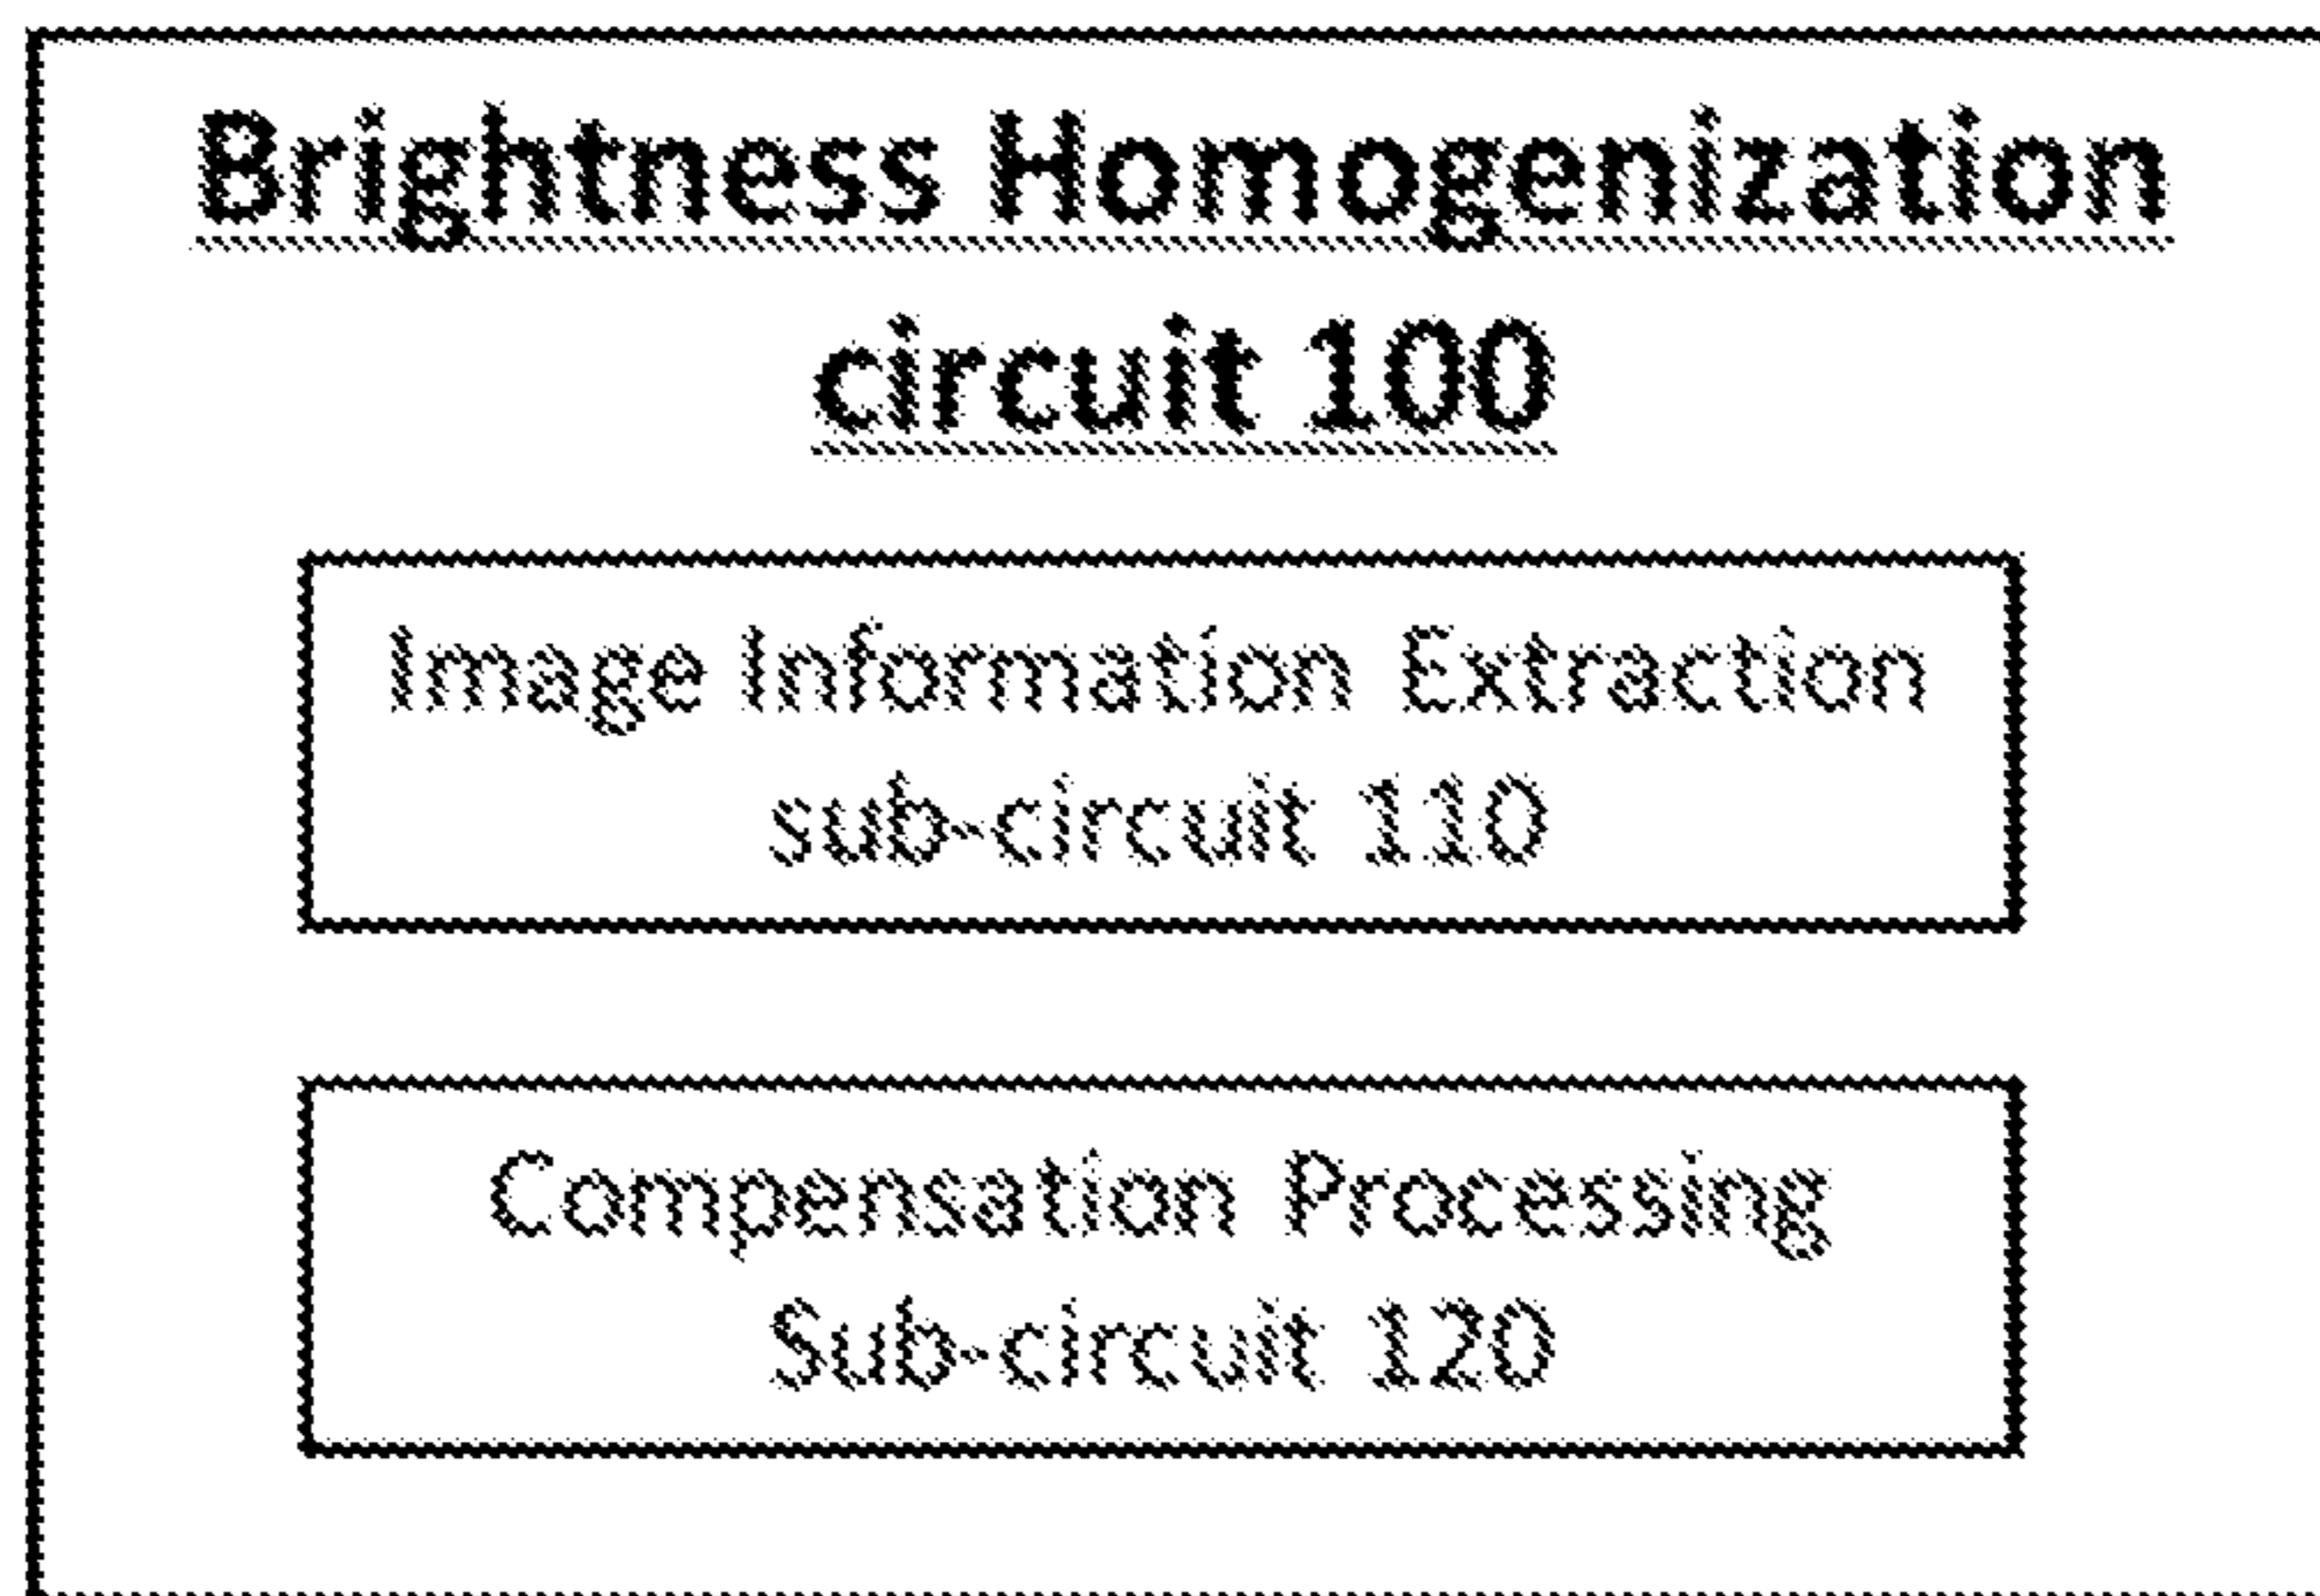 Brightness Homogenization
circuit 100
Image Information Extraction
sub-circuit 110
Compensation Processing
Sub-circuit 120